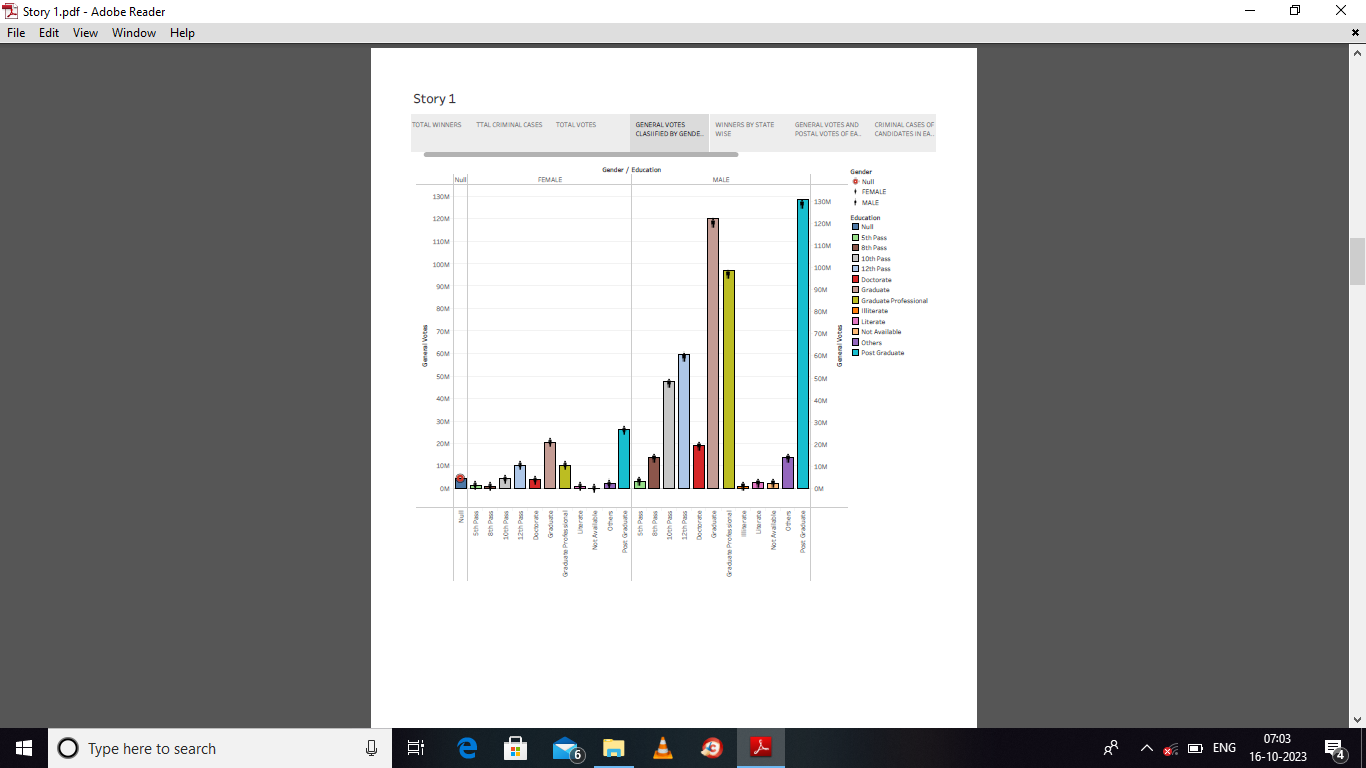 Story 1.pdf - Adobe Reader
File Edit View Window Help
Story 1
TOTAL WINNERS
TTAL CRIMINAL CASES
TOTAL VOTES
GENERAL VOTES
CLASIIFIED BY GENDE..
WINNERS BY STATE
WISE
GENERAL VOTES AND
POSTAL VOTES OF EA..
CRIMINAL CASES OF
CANDIDATES IN EA..
Gender / Education
Null FEMALE MALE
General Votes
130M
120M
110M
100M
90M
80M
70M
60M
50M
40M
30M
20M
10M
0M
Null
5th Pass
8th Pass
10th Pass
12th Pass
Doctorate
Graduate
Graduate Professional
Literate
Not Available
Others
Post Graduate
5th Pass
8th Pass
10th Pass
12th Pass
Doctorate
Graduate
Graduate Professional
Illiterate
Literate
Not Available
Others
Post Graduate
130M
120M
110M
100M
90M
80M
70M
60M
50M
40M
30M
20M
10M
0M
General Votes
Gender
Null
FEMALE
MALE
Education
Null
5th Pass
8th Pass
10th Pass
12th Pass
Doctorate
Graduate
Graduate Professional
Illiterate
Literate
Not Available
Others
Post Graduate
Type here to search
6
ENG
07:03
16-10-2023
4